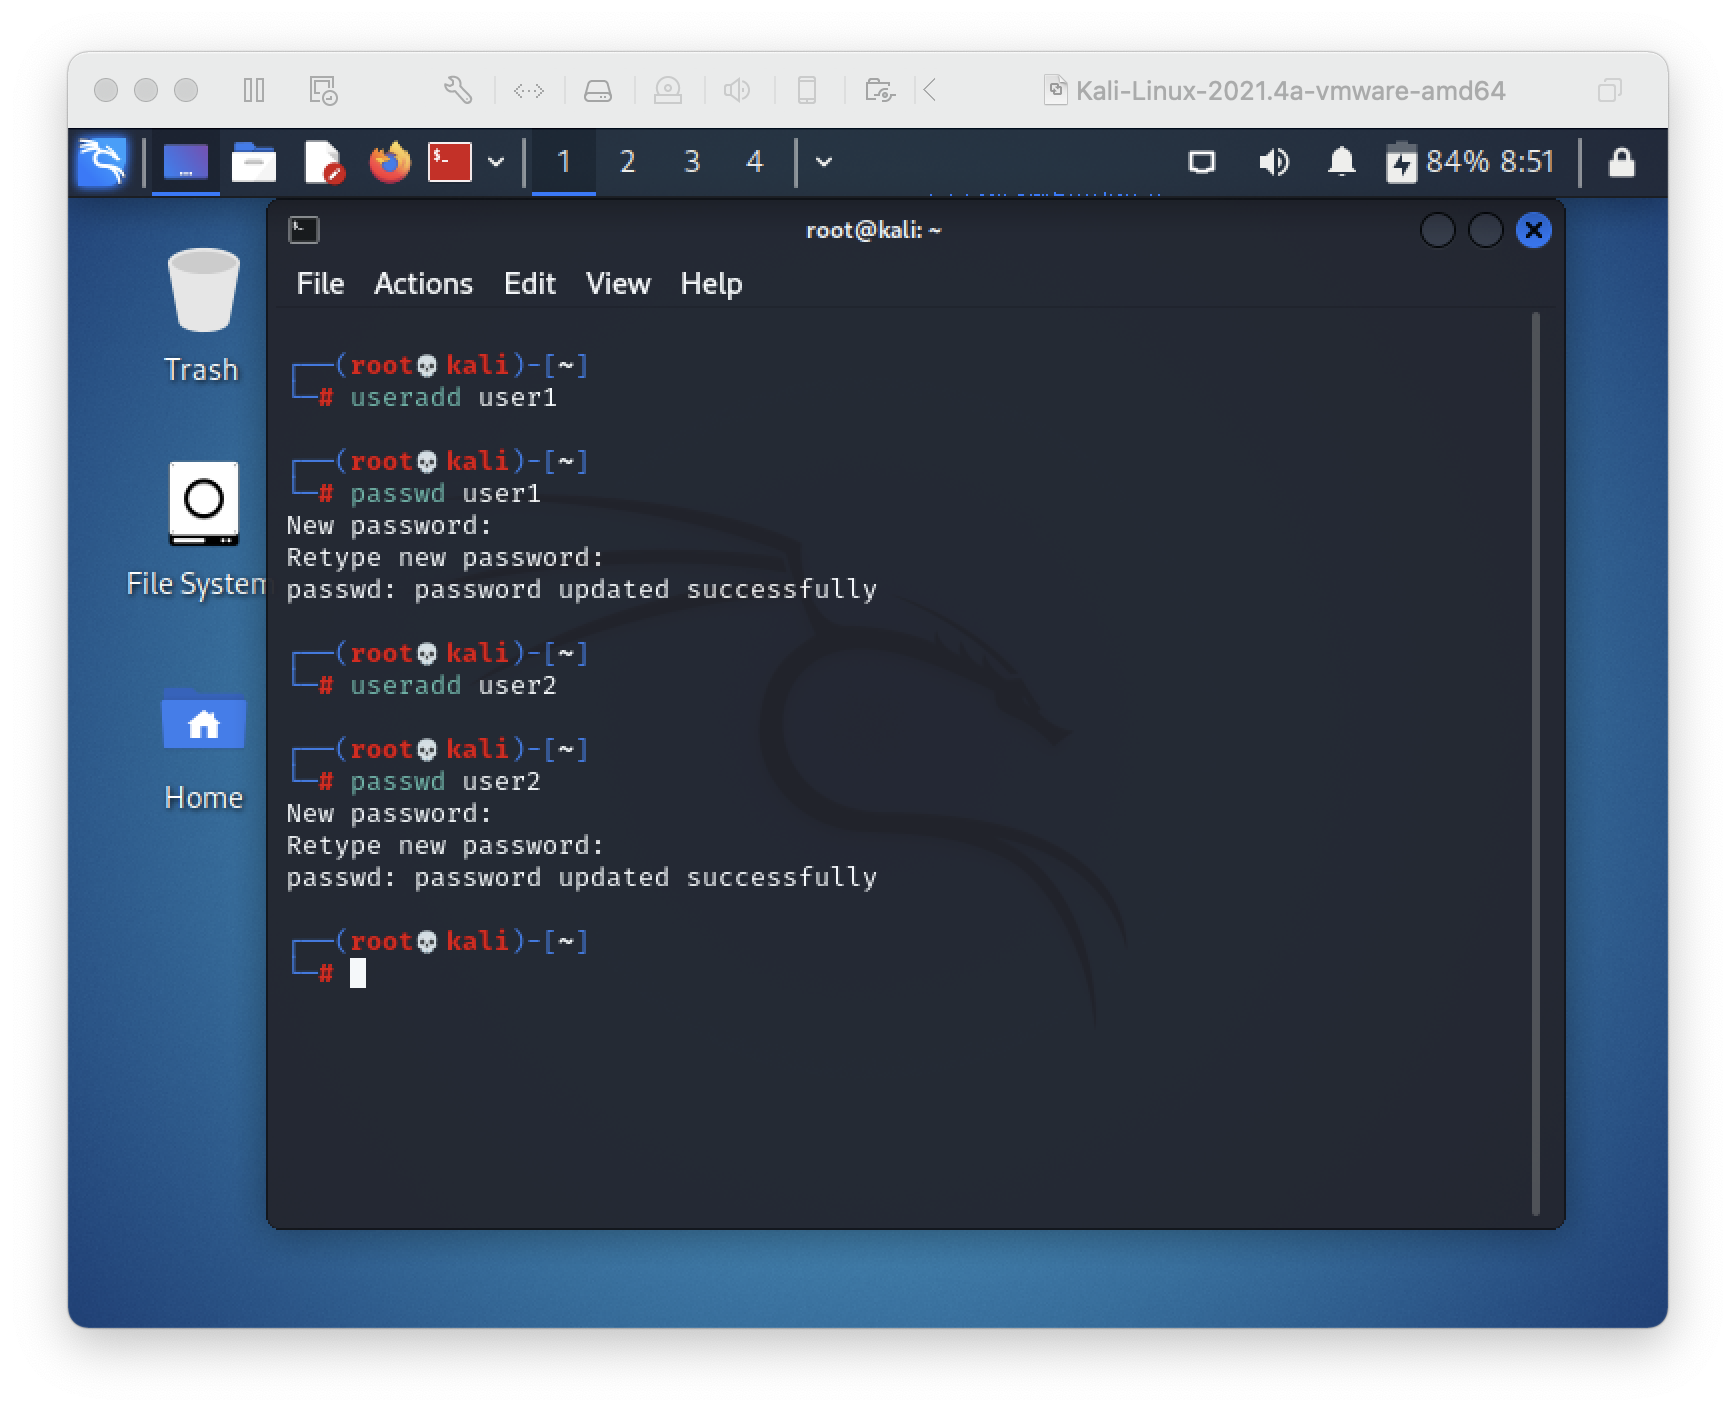 Kali-Linux-2021.4a-vmware-amd64
$- 1 2 3 4 84% 8:51
root@kali: ~
File Actions Edit View Help
Trash
File System
Home
┌──(root💀kali)-[~]
└─# useradd user1
┌──(root💀kali)-[~]
└─# passwd user1
New password:
Retype new password:
passwd: password updated successfully
┌──(root💀kali)-[~]
└─# useradd user2
┌──(root💀kali)-[~]
└─# passwd user2
New password:
Retype new password:
passwd: password updated successfully
┌──(root💀kali)-[~]
└─#